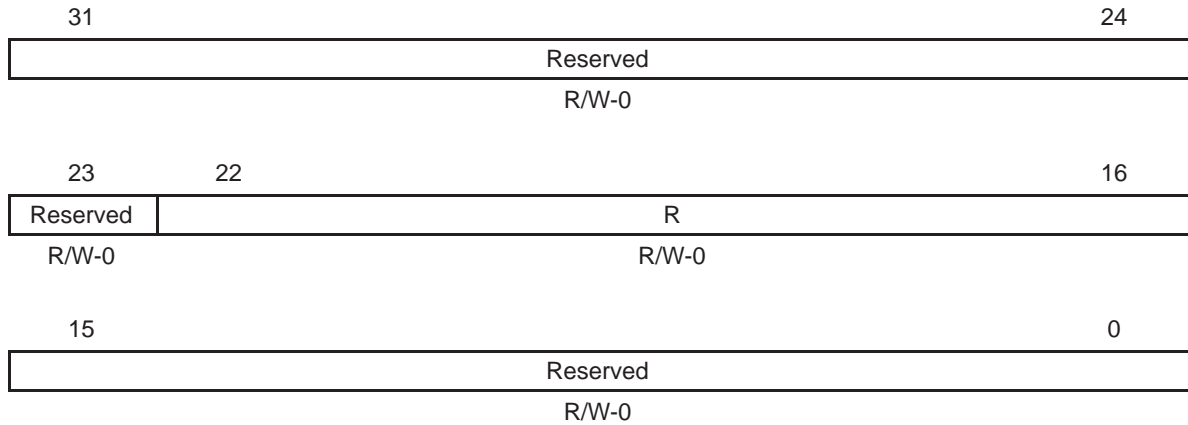 31 24
Reserved
R/W-0
23 22 16
Reserved R
R/W-0 R/W-0
15 0
Reserved
R/W-0